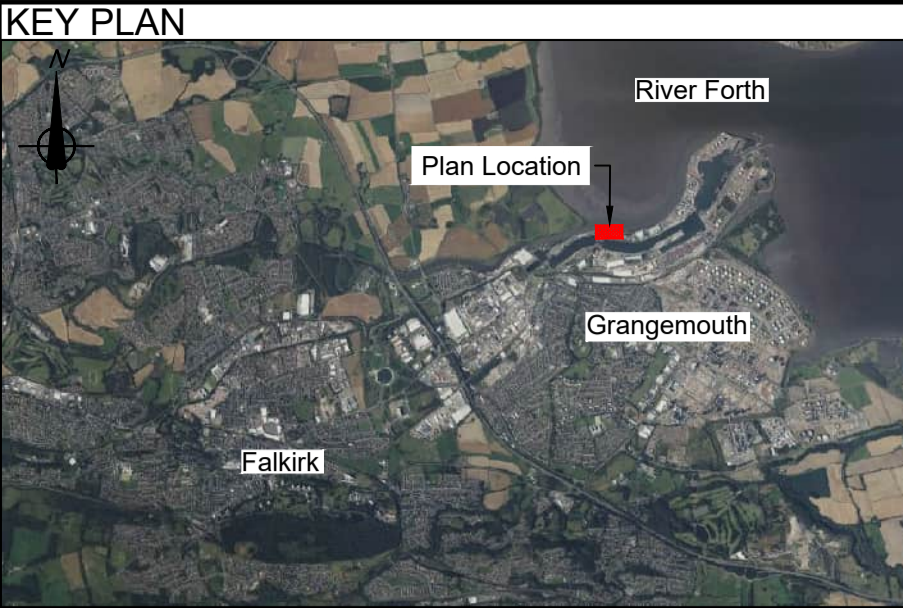 KEY PLAN
N
River Forth
Plan Location
Grangemouth
Falkirk